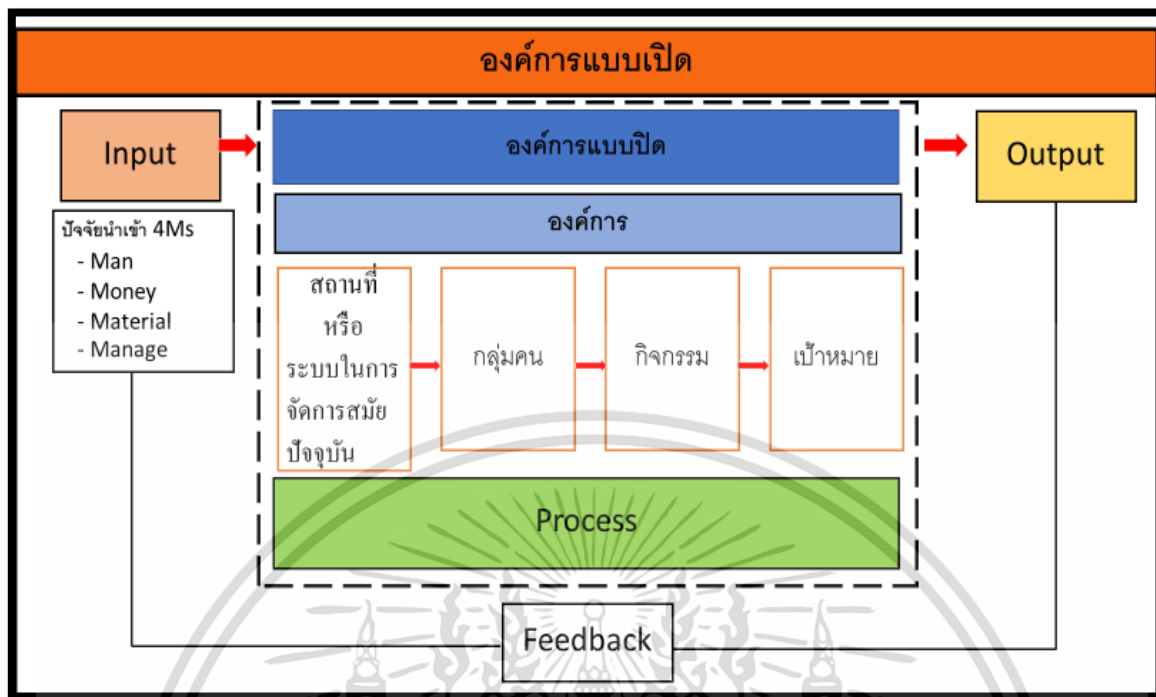 องค์การแบบเปิด
Input
ปัจจัยนำเข้า 4Ms
- Man
- Money
- Material
- Manage
องค์การแบบปิด
องค์การ
สถานที่
หรือ
ระบบในการ
จัดการสมัย
ปัจจุบัน
กลุ่มคน
กิจกรรม
เป้าหมาย
Process
Output
Feedback